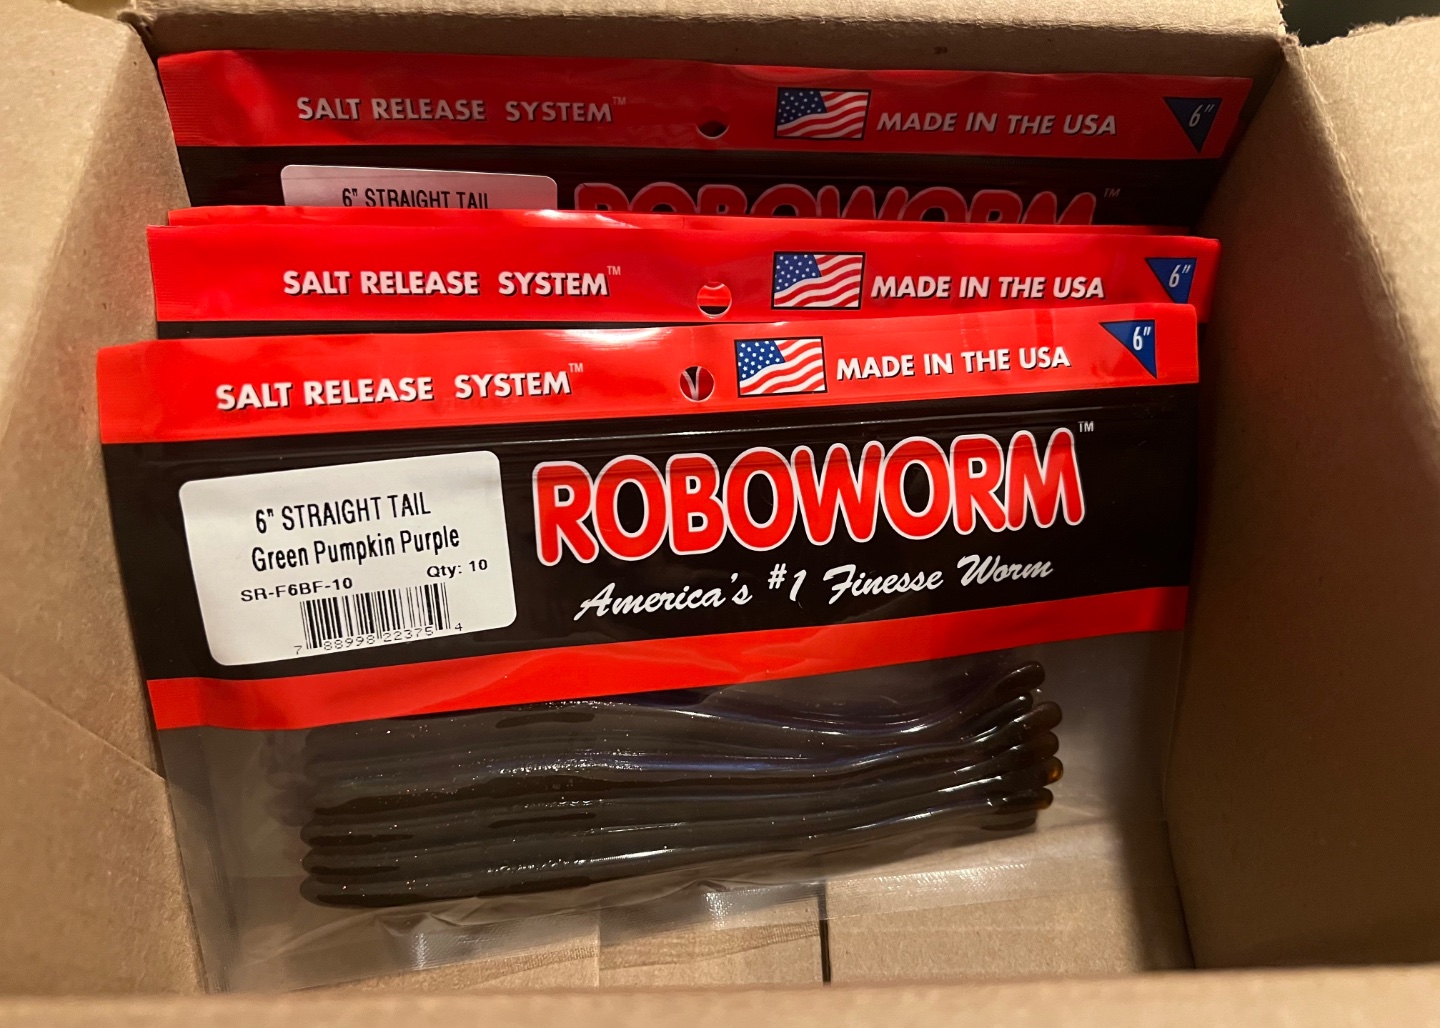 SALT RELEASE SYSTEM™
MADE IN THE USA
6"
6" STRAIGHT TAIL
ROBOWORM™
SALT RELEASE SYSTEM™
MADE IN THE USA
6"
SALT RELEASE SYSTEM™
MADE IN THE USA
6"
6" STRAIGHT TAIL
Green Pumpkin Purple
SR-F6BF-10 Qty: 10
7 88998 22375 4
ROBOWORM™
America's #1 Finesse Worm